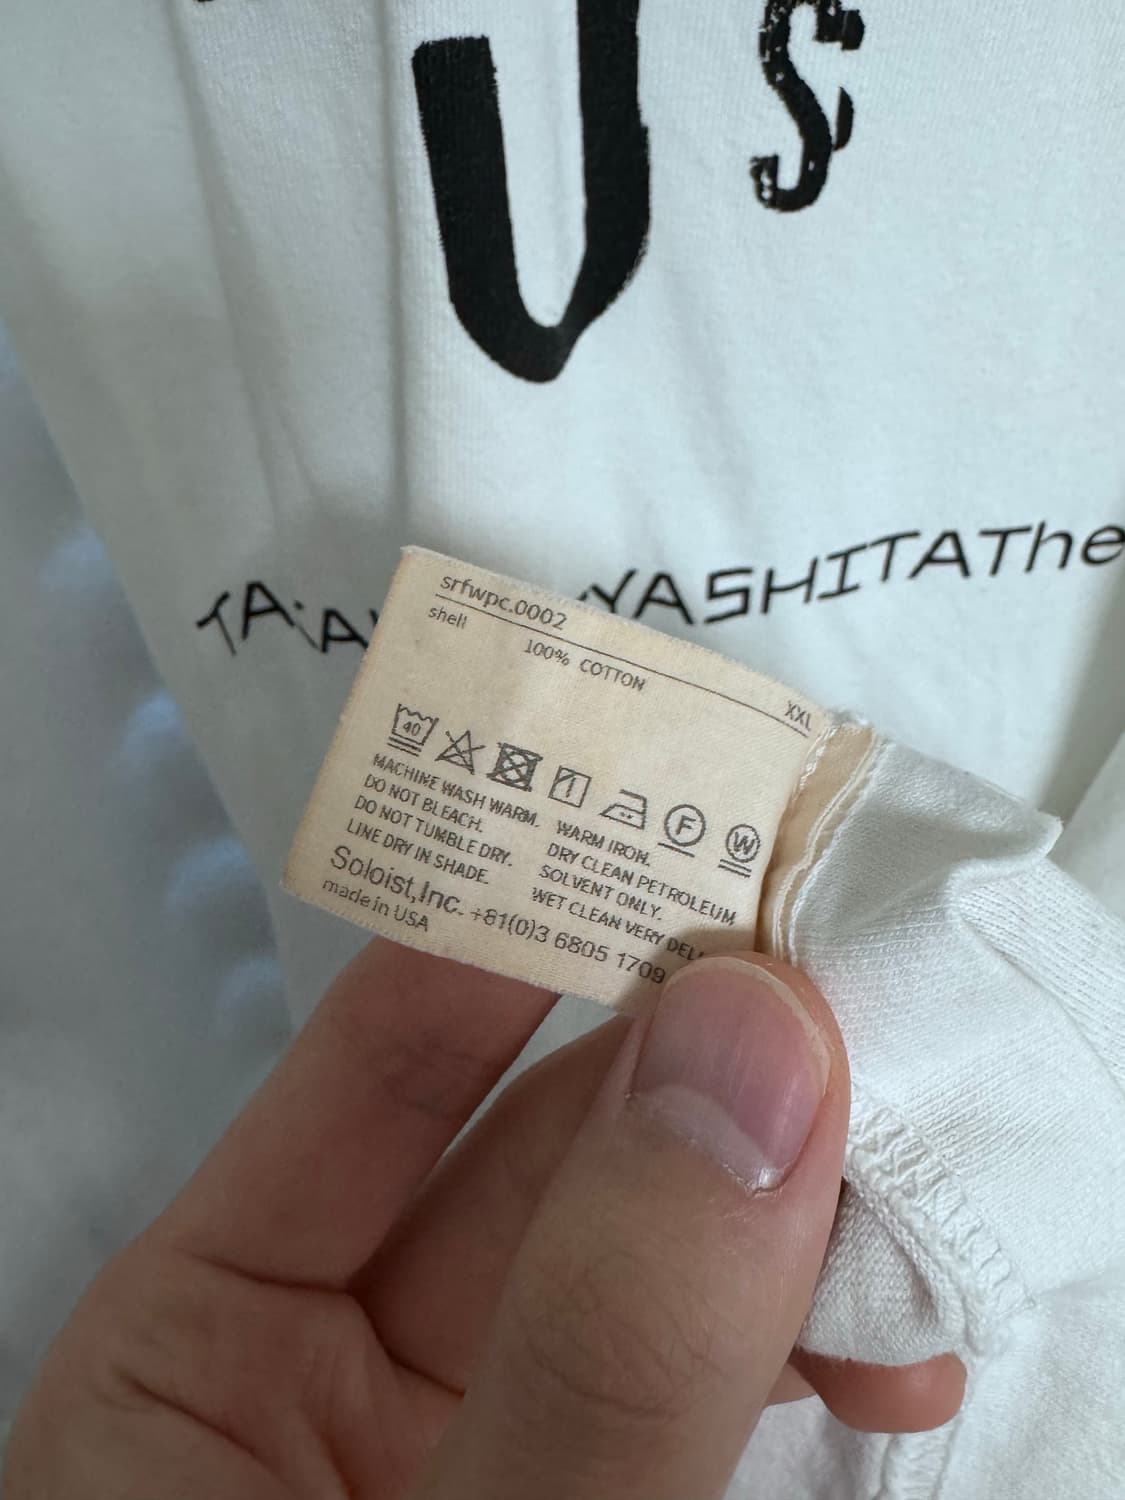 U s
YASHITAThe
srfwpc.0002
XXL
shell
100% COTTON
40
F
W
MACHINE WASH WARM.
DO NOT BLEACH.
DO NOT TUMBLE DRY.
LINE DRY IN SHADE.
WARM IRON.
DRY CLEAN PETROLEUM
SOLVENT ONLY.
WET CLEAN VERY DEL
Soloist,Inc. +81(0)3 6805 1709
made in USA